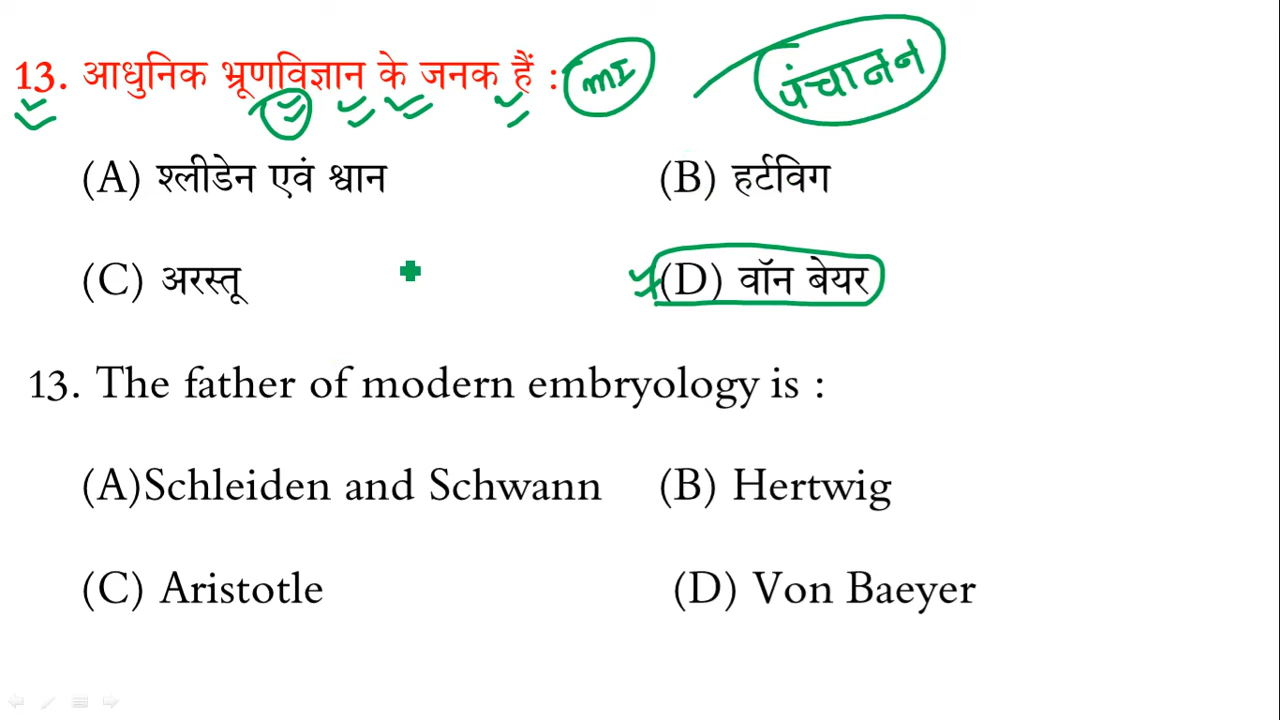 13. आधुनिक भ्रूणविज्ञान के जनक हैं : MI पंचानन
(A) श्लीडेन एवं श्वान (B) हर्टविग
(C) अरस्तू (D) वॉन बेयर
13. The father of modern embryology is :
(A)Schleiden and Schwann (B) Hertwig
(C) Aristotle (D) Von Baeyer